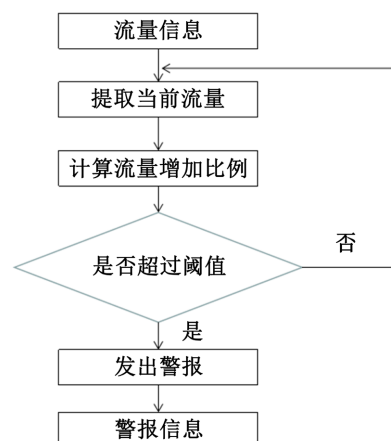 流量信息
提取当前流量
计算流量增加比例
是否超过阈值
否
是
发出警报
警报信息